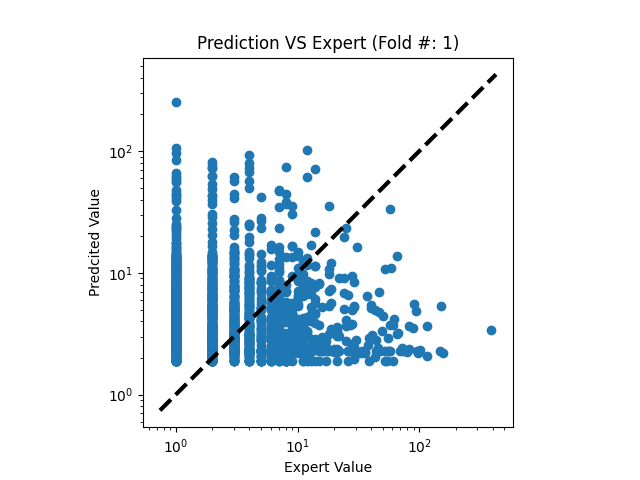 Prediction VS Expert (Fold #: 1)
10²
10¹
10⁰
Predcited Value
10⁰ 10¹ 10²
Expert Value